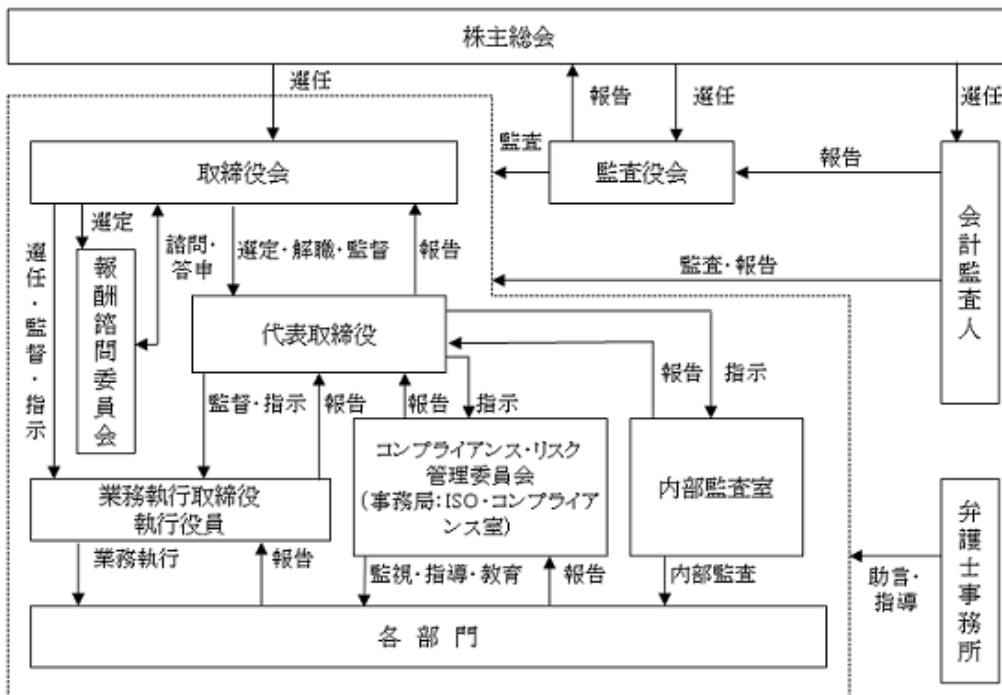 株主総会
選任
報告
選任
選任
監査
報告
取締役会
監査役会
会計監査人
選定
諮問・
答申
選定・解職・監督
報告
監査・報告
選任・監督・指示
報酬諮問委員会
代表取締役
監督・指示
報告
報告
指示
報告
指示
コンプライアンス・リスク
管理委員会
(事務局:ISO・コンプライア
ンス室)
内部監査室
業務執行取締役
執行役員
弁護士事務所
業務執行
報告
監視・指導・教育
報告
内部監査
助言・
指導
各部門